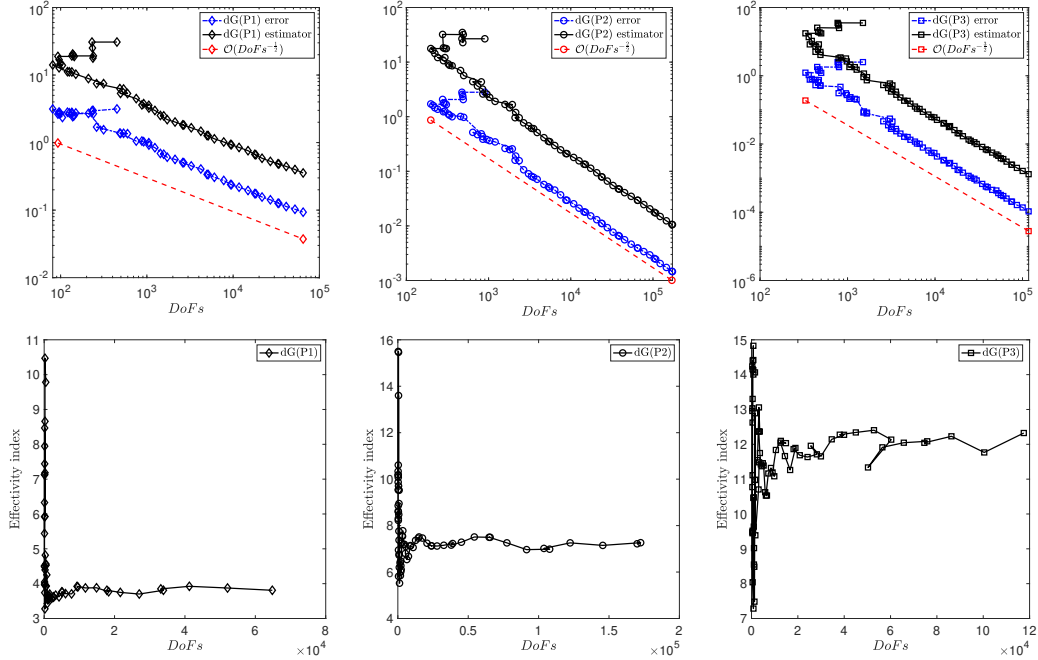 dG(P1) error
dG(P1) estimator
O(DoFs^{-1/2})
10^2
10^1
10^0
10^{-1}
10^{-2}
80^2 10^3 10^4 10^5
DoFs
dG(P2) error
dG(P2) estimator
O(DoFs^{-2/2})
10^2
10^1
10^0
10^{-1}
10^{-2}
10^{-3}
10^2 10^3 10^4 10^5
DoFs
dG(P3) error
dG(P3) estimator
10^2
10^0
10^{-2}
10^{-4}
10^{-6}
10^2 10^3 10^4 10^5
DoFs
dG(P1)
Effectivity index
11
10
9
8
7
6
5
4
3
0 2 4 6 8
DoFs
×10^4
dG(P2)
Effectivity index
16
14
12
10
8
6
4
2
0 0.5 1 1.5 2
DoFs
×10^5
dG(P3)
Effectivity index
15
14
13
12
11
10
9
8
7
0 2 4 6 8 10 12
DoFs
×10^4